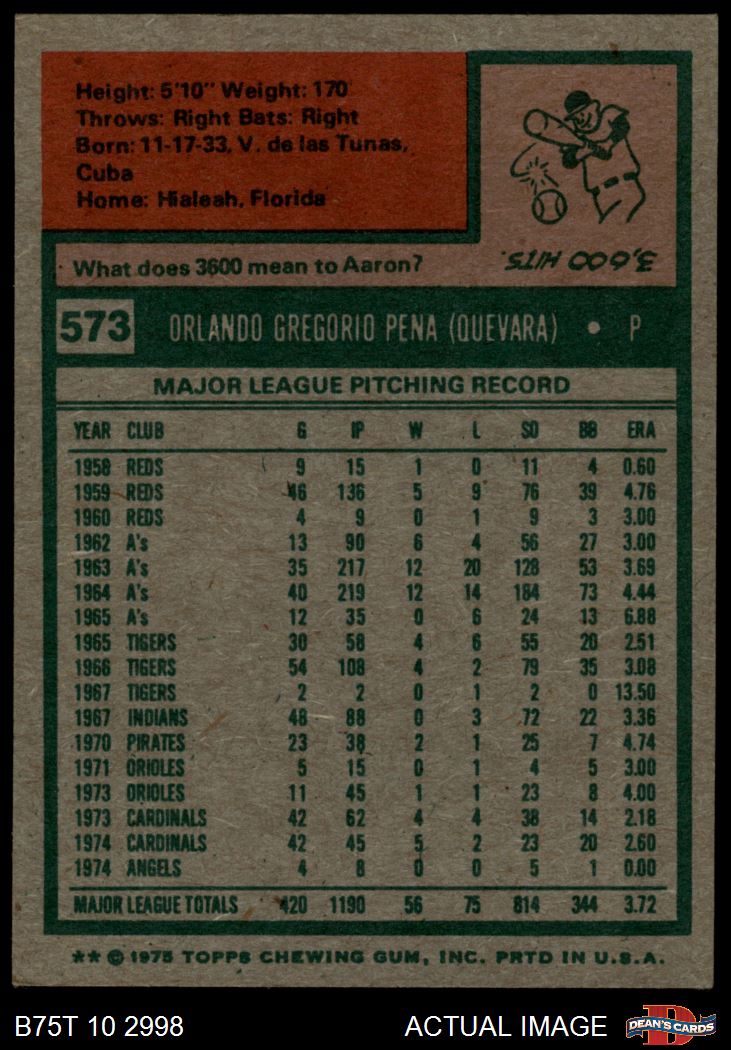 Height: 5'10" Weight: 170
Throws: Right Bats: Right
Born: 11-17-33, V. de las Tunas,
Cuba
Home: Hialeah, Florida
3,600 HITS.
What does 3600 mean to Aaron?
573 ORLANDO GREGORIO PENA (QUEVARA) • P
MAJOR LEAGUE PITCHING RECORD
YEAR CLUB G IP W L SO BB ERA
1958 REDS 9 15 1 0 11 4 0.60
1959 REDS 46 136 5 9 76 39 4.76
1960 REDS 4 9 0 1 9 3 3.00
1962 A's 13 90 6 4 56 27 3.00
1963 A's 35 217 12 20 128 53 3.69
1964 A's 40 219 12 14 184 73 4.44
1965 A's 12 35 0 6 24 13 6.88
1965 TIGERS 30 58 4 6 55 20 2.51
1966 TIGERS 54 108 4 2 79 35 3.08
1967 TIGERS 2 2 0 1 2 0 13.50
1967 INDIANS 48 88 0 3 72 22 3.36
1970 PIRATES 23 38 2 1 25 7 4.74
1971 ORIOLES 5 15 0 1 4 5 3.00
1973 ORIOLES 11 45 1 1 23 8 4.00
1973 CARDINALS 42 62 4 4 38 14 2.18
1974 CARDINALS 42 45 5 2 23 20 2.60
1974 ANGELS 4 8 0 0 5 1 0.00
MAJOR LEAGUE TOTALS 420 1190 56 75 814 344 3.72
** © 1975 TOPPS CHEWING GUM, INC. PRTD IN U.S.A.
B75T 10 2998 ACTUAL IMAGE DEAN'S CARDS